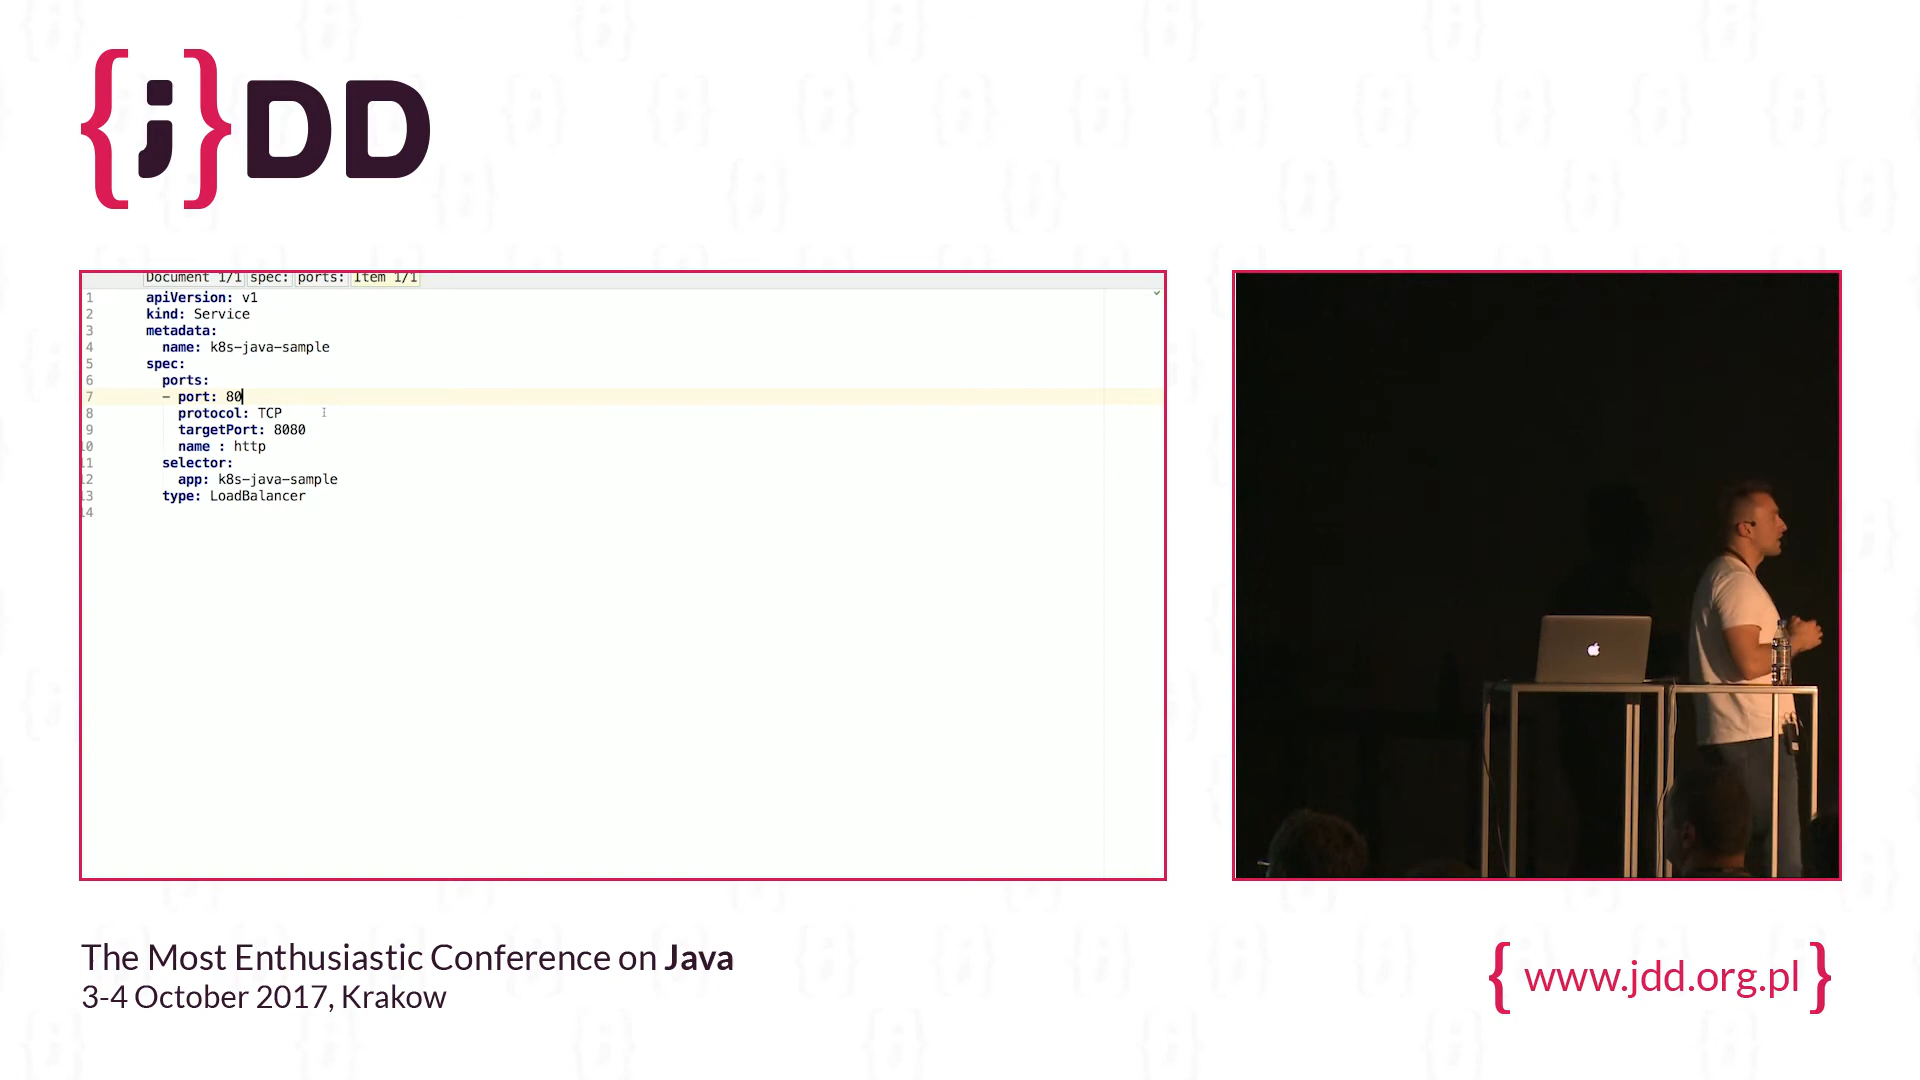 {;}DD
Document 1/1 spec: ports: Item 1/1
1 apiVersion: v1
2 kind: Service
3 metadata:
4 name: k8s-java-sample
5 spec:
6 ports:
7 - port: 80
8 protocol: TCP
9 targetPort: 8080
10 name : http
11 selector:
12 app: k8s-java-sample
13 type: LoadBalancer
14
The Most Enthusiastic Conference on Java
3-4 October 2017, Krakow
{ www.jdd.org.pl }